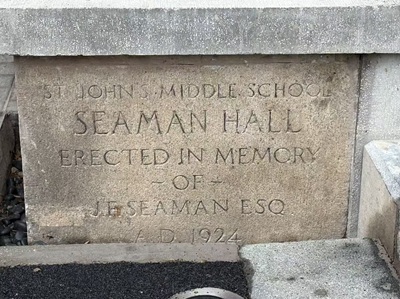 ST JOHN'S MIDDLE SCHOOL
SEAMAN HALL
ERECTED IN MEMORY
- OF -
J.F. SEAMAN ESQ
A.D. 1924